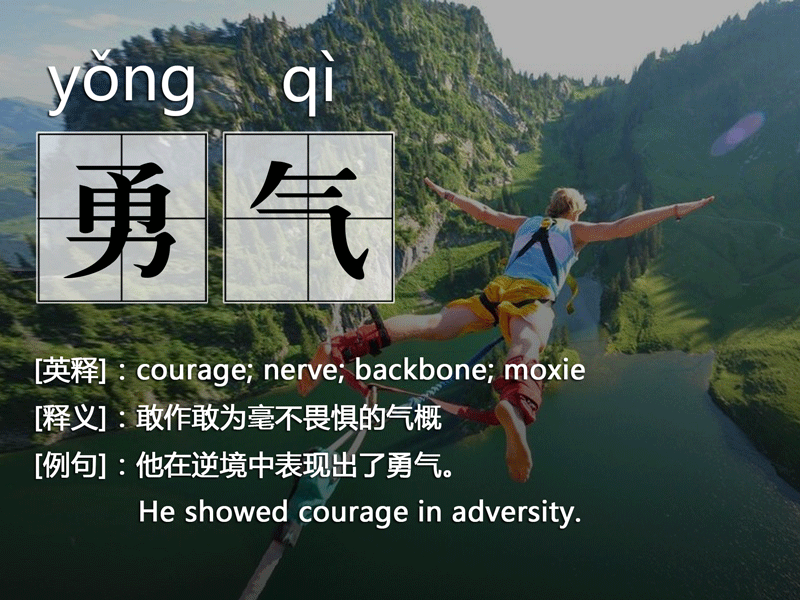 yǒng qì
勇气
[英释]：courage; nerve; backbone; moxie
[释义]：敢作敢为毫不畏惧的气概
[例句]：他在逆境中表现出了勇气。
He showed courage in adversity.